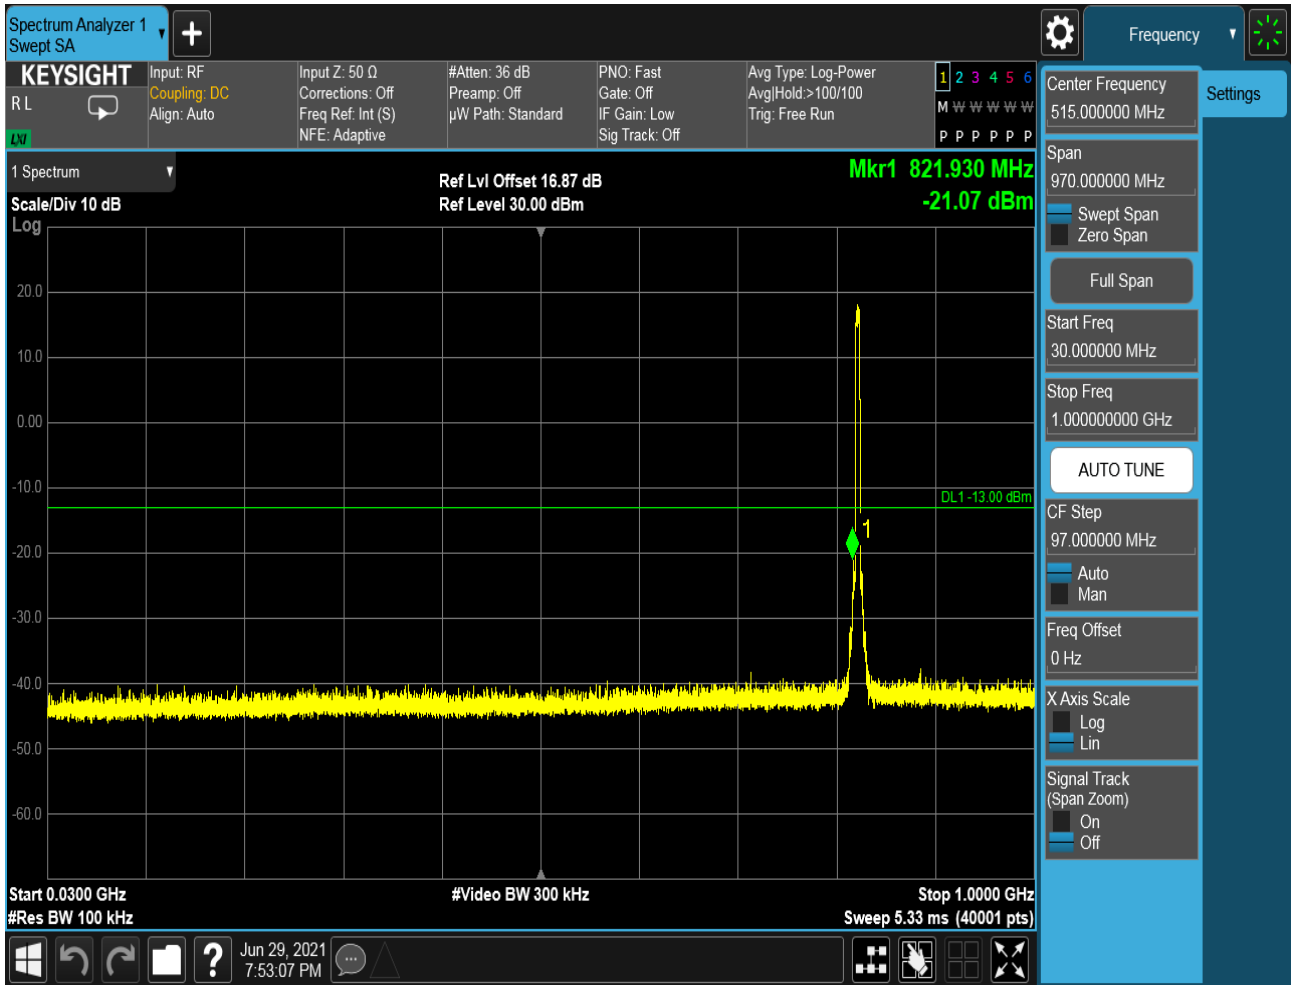 Spectrum Analyzer 1
Swept SA
Frequency
KEYSIGHT
R L
LXI
Input: RF
Coupling: DC
Align: Auto
Input Z: 50 Ω
Corrections: Off
Freq Ref: Int (S)
NFE: Adaptive
#Atten: 36 dB
Preamp: Off
µW Path: Standard
PNO: Fast
Gate: Off
IF Gain: Low
Sig Track: Off
Avg Type: Log-Power
Avg|Hold:>100/100
Trig: Free Run
1 2 3 4 5 6
M W W W W W
P P P P P P
1 Spectrum
Scale/Div 10 dB
Log
Ref Lvl Offset 16.87 dB
Ref Level 30.00 dBm
Mkr1 821.930 MHz
-21.07 dBm
20.0
10.0
0.00
-10.0
-20.0
-30.0
-40.0
-50.0
-60.0
DL1 -13.00 dBm
1
Start 0.0300 GHz
#Res BW 100 kHz
#Video BW 300 kHz
Stop 1.0000 GHz
Sweep 5.33 ms (40001 pts)
Jun 29, 2021
7:53:07 PM
Center Frequency
515.000000 MHz
Span
970.000000 MHz
Swept Span
Zero Span
Full Span
Start Freq
30.000000 MHz
Stop Freq
1.000000000 GHz
AUTO TUNE
CF Step
97.000000 MHz
Auto
Man
Freq Offset
0 Hz
X Axis Scale
Log
Lin
Signal Track
(Span Zoom)
On
Off
Settings